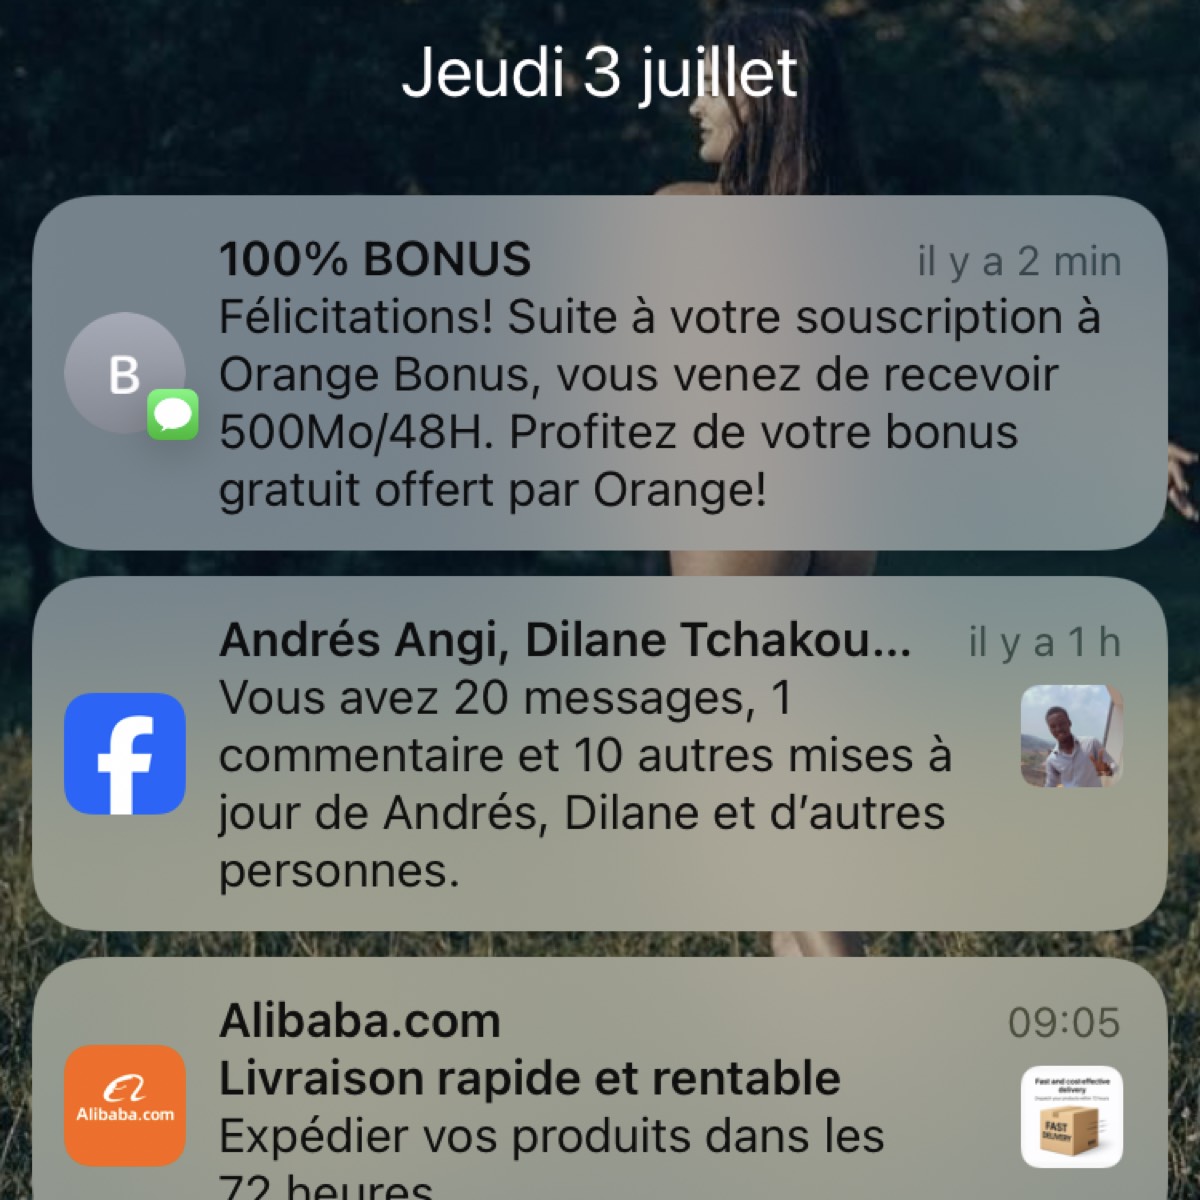 Jeudi 3 juillet
100% BONUS
il y a 2 min
Félicitations! Suite à votre souscription à
Orange Bonus, vous venez de recevoir
500Mo/48H. Profitez de votre bonus
gratuit offert par Orange!
B
Andrés Angi, Dilane Tchakou...
il y a 1 h
Vous avez 20 messages, 1
commentaire et 10 autres mises à
jour de Andrés, Dilane et d’autres
personnes.
Alibaba.com
09:05
Livraison rapide et rentable
Expédier vos produits dans les
72 heures
Alibaba.com
Fast and cost-effective
delivery
FAST
DELIVERY